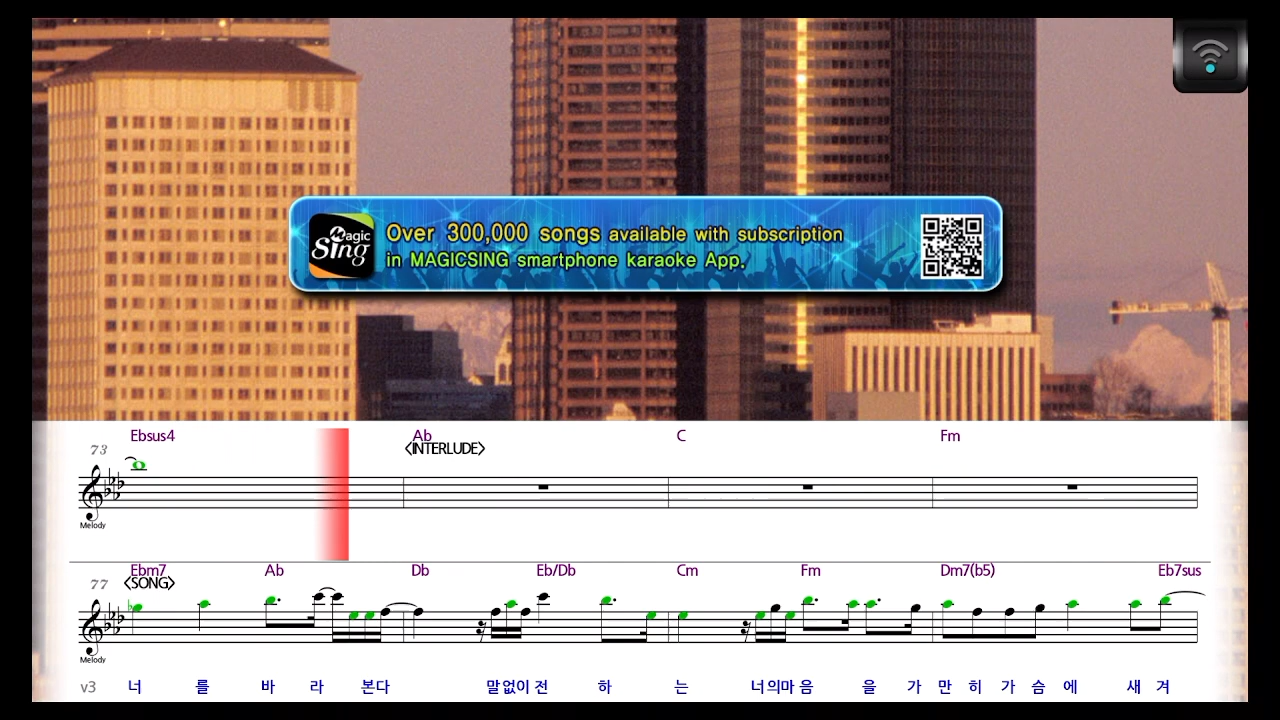 Magic
Sing
Over 300,000 songs available with subscription
in MAGICSING smartphone karaoke App.
Ebsus4 Ab C Fm
73 <INTERLUDE>
Melody
Ebm7 Ab Db Eb/Db Cm Fm Dm7(b5) Eb7sus
77 <SONG>
Melody
v3 너 를 바 라 본다 말없이 전 하 는 너의마 음 을 가 만 히 가 슴 에 새 겨